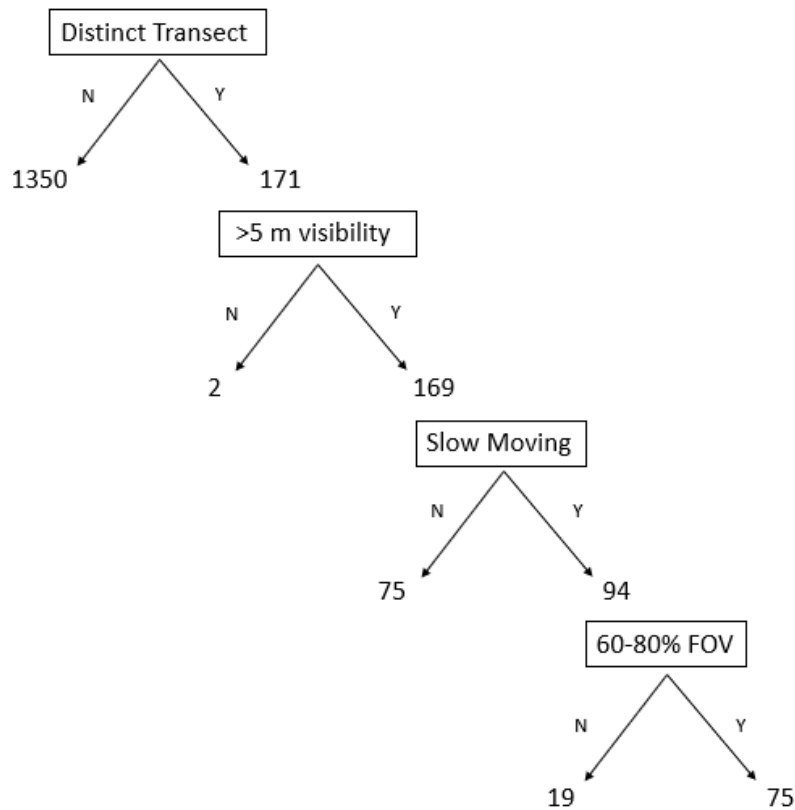 Distinct Transect
N
Y
1350
171
>5 m visibility
N
Y
2
169
Slow Moving
N
Y
75
94
60-80% FOV
N
Y
19
75